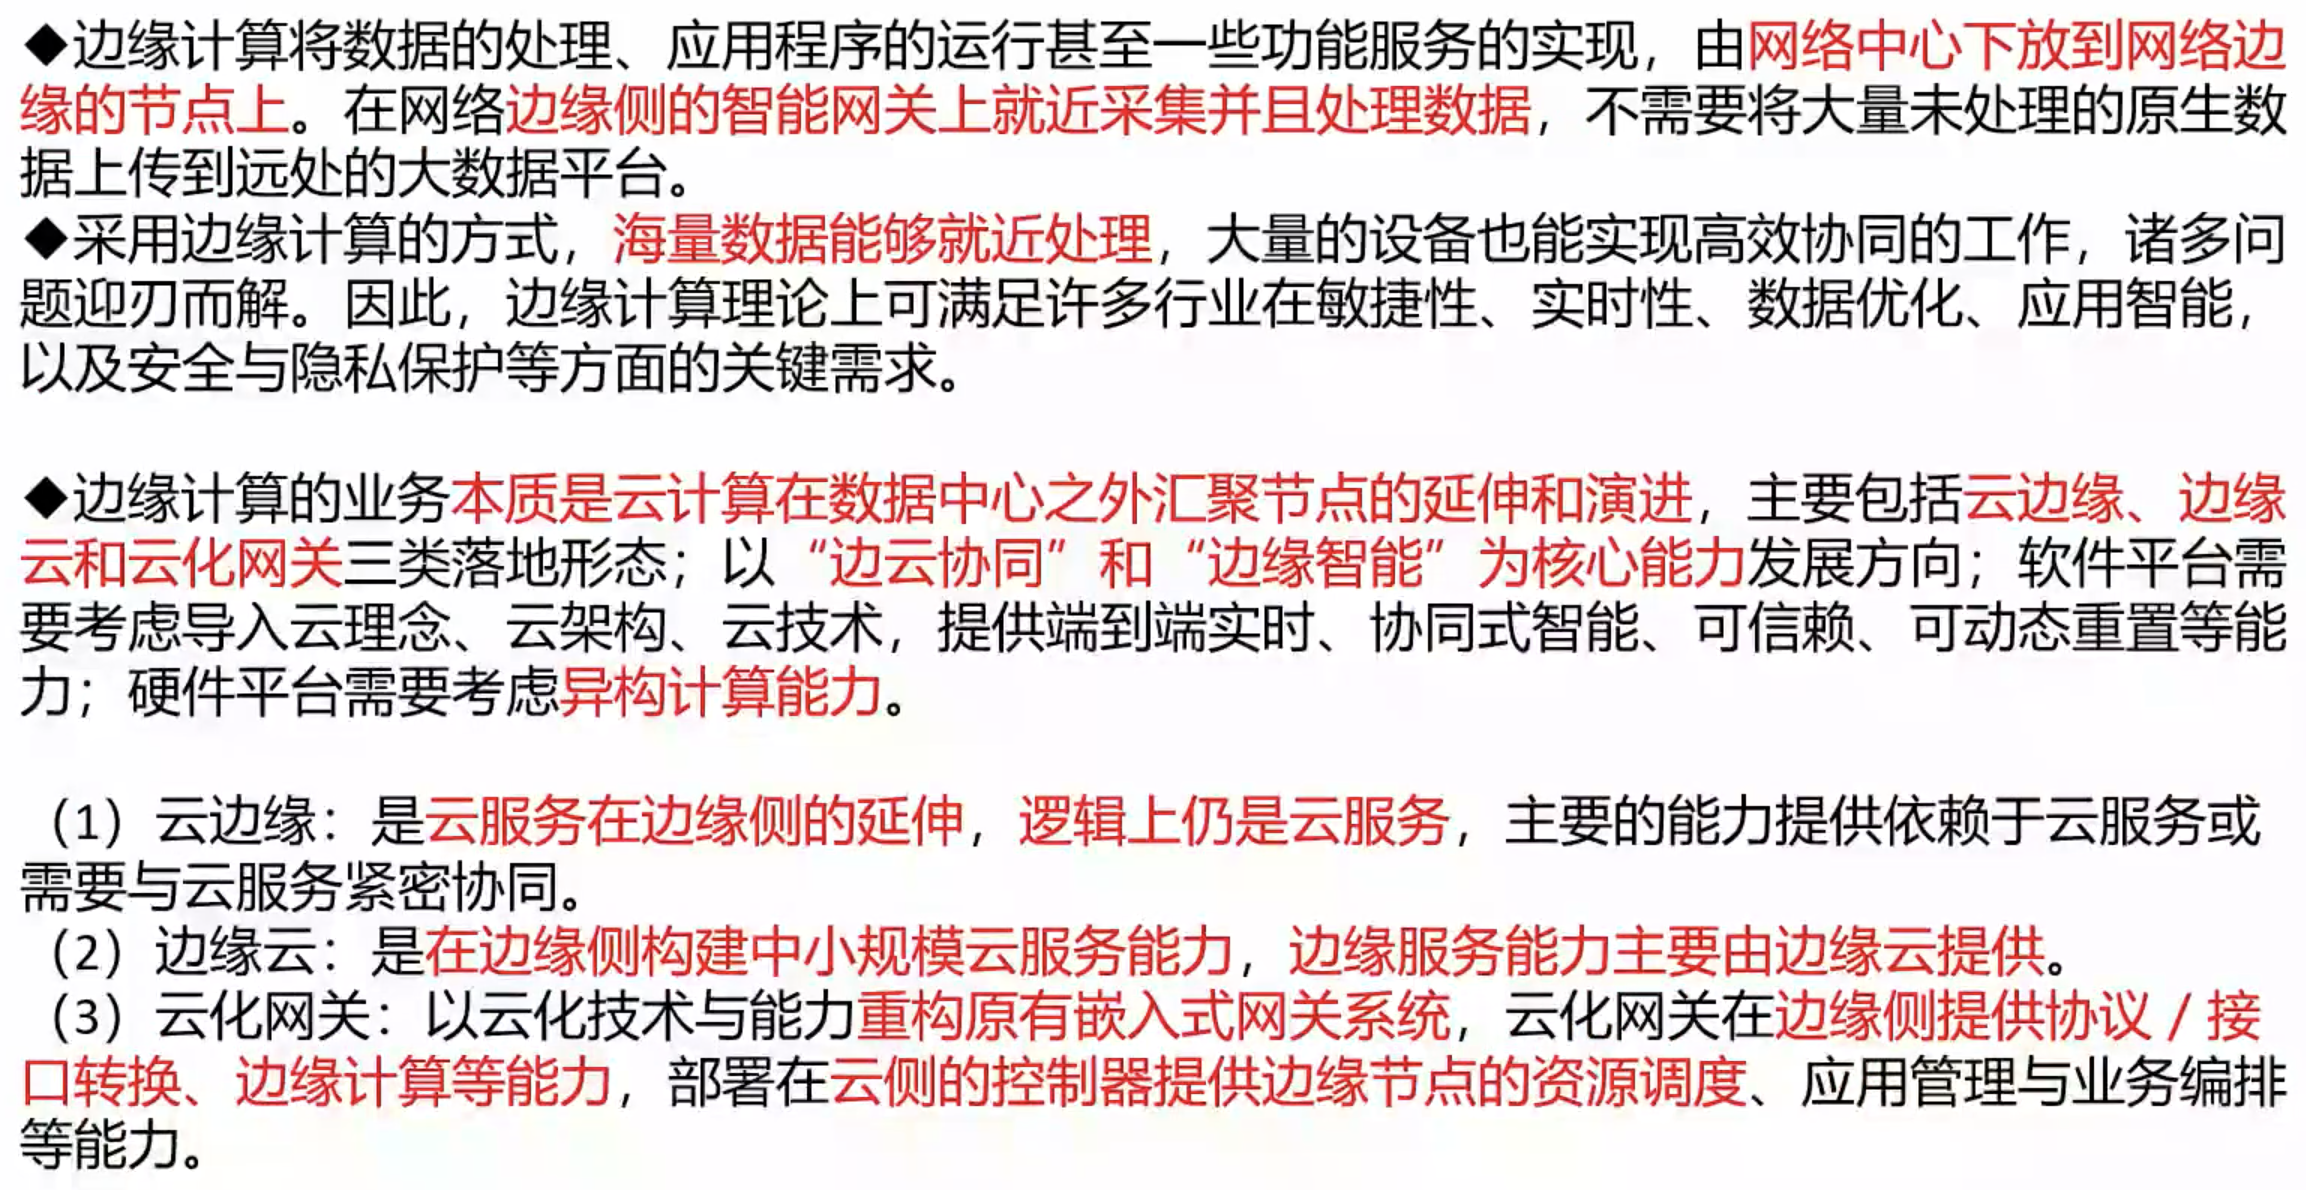 ◆边缘计算将数据的处理、应用程序的运行甚至一些功能服务的实现，由网络中心下放到网络边
缘的节点上。在网络边缘侧的智能网关上就近采集并且处理数据，不需要将大量未处理的原生数
据上传到远处的大数据平台。
◆采用边缘计算的方式，海量数据能够就近处理，大量的设备也能实现高效协同的工作，诸多问
题迎刃而解。因此，边缘计算理论上可满足许多行业在敏捷性、实时性、数据优化、应用智能，
以及安全与隐私保护等方面的关键需求。
◆边缘计算的业务本质是云计算在数据中心之外汇聚节点的延伸和演进，主要包括云边缘、边缘
云和云化网关三类落地形态；以“边云协同”和“边缘智能”为核心能力发展方向；软件平台需
要考虑导入云理念、云架构、云技术，提供端到端实时、协同式智能、可信赖、可动态重置等能
力；硬件平台需要考虑异构计算能力。
（1）云边缘：是云服务在边缘侧的延伸，逻辑上仍是云服务，主要的能力提供依赖于云服务或
需要与云服务紧密协同。
（2）边缘云：是在边缘侧构建中小规模云服务能力，边缘服务能力主要由边缘云提供。
（3）云化网关：以云化技术与能力重构原有嵌入式网关系统，云化网关在边缘侧提供协议／接
口转换、边缘计算等能力，部署在云侧的控制器提供边缘节点的资源调度、应用管理与业务编排
等能力。